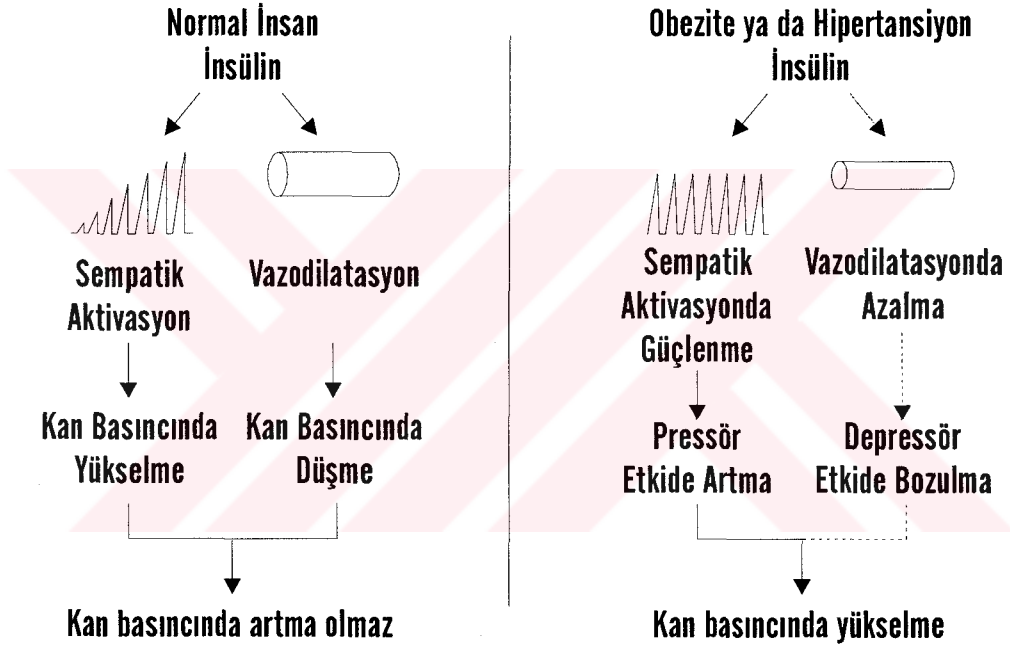 Normal İnsan
İnsülin
Sempatik
Aktivasyon
Vazodilatasyon
Kan Basıncında
Yükselme
Kan Basıncında
Düşme
Kan basıncında artma olmaz
Obezite ya da Hipertansiyon
İnsülin
Sempatik
Aktivasyonda
Güçlenme
Vazodilatasyonda
Azalma
Pressör
Etkide Artma
Depressör
Etkide Bozulma
Kan basıncında yükselme